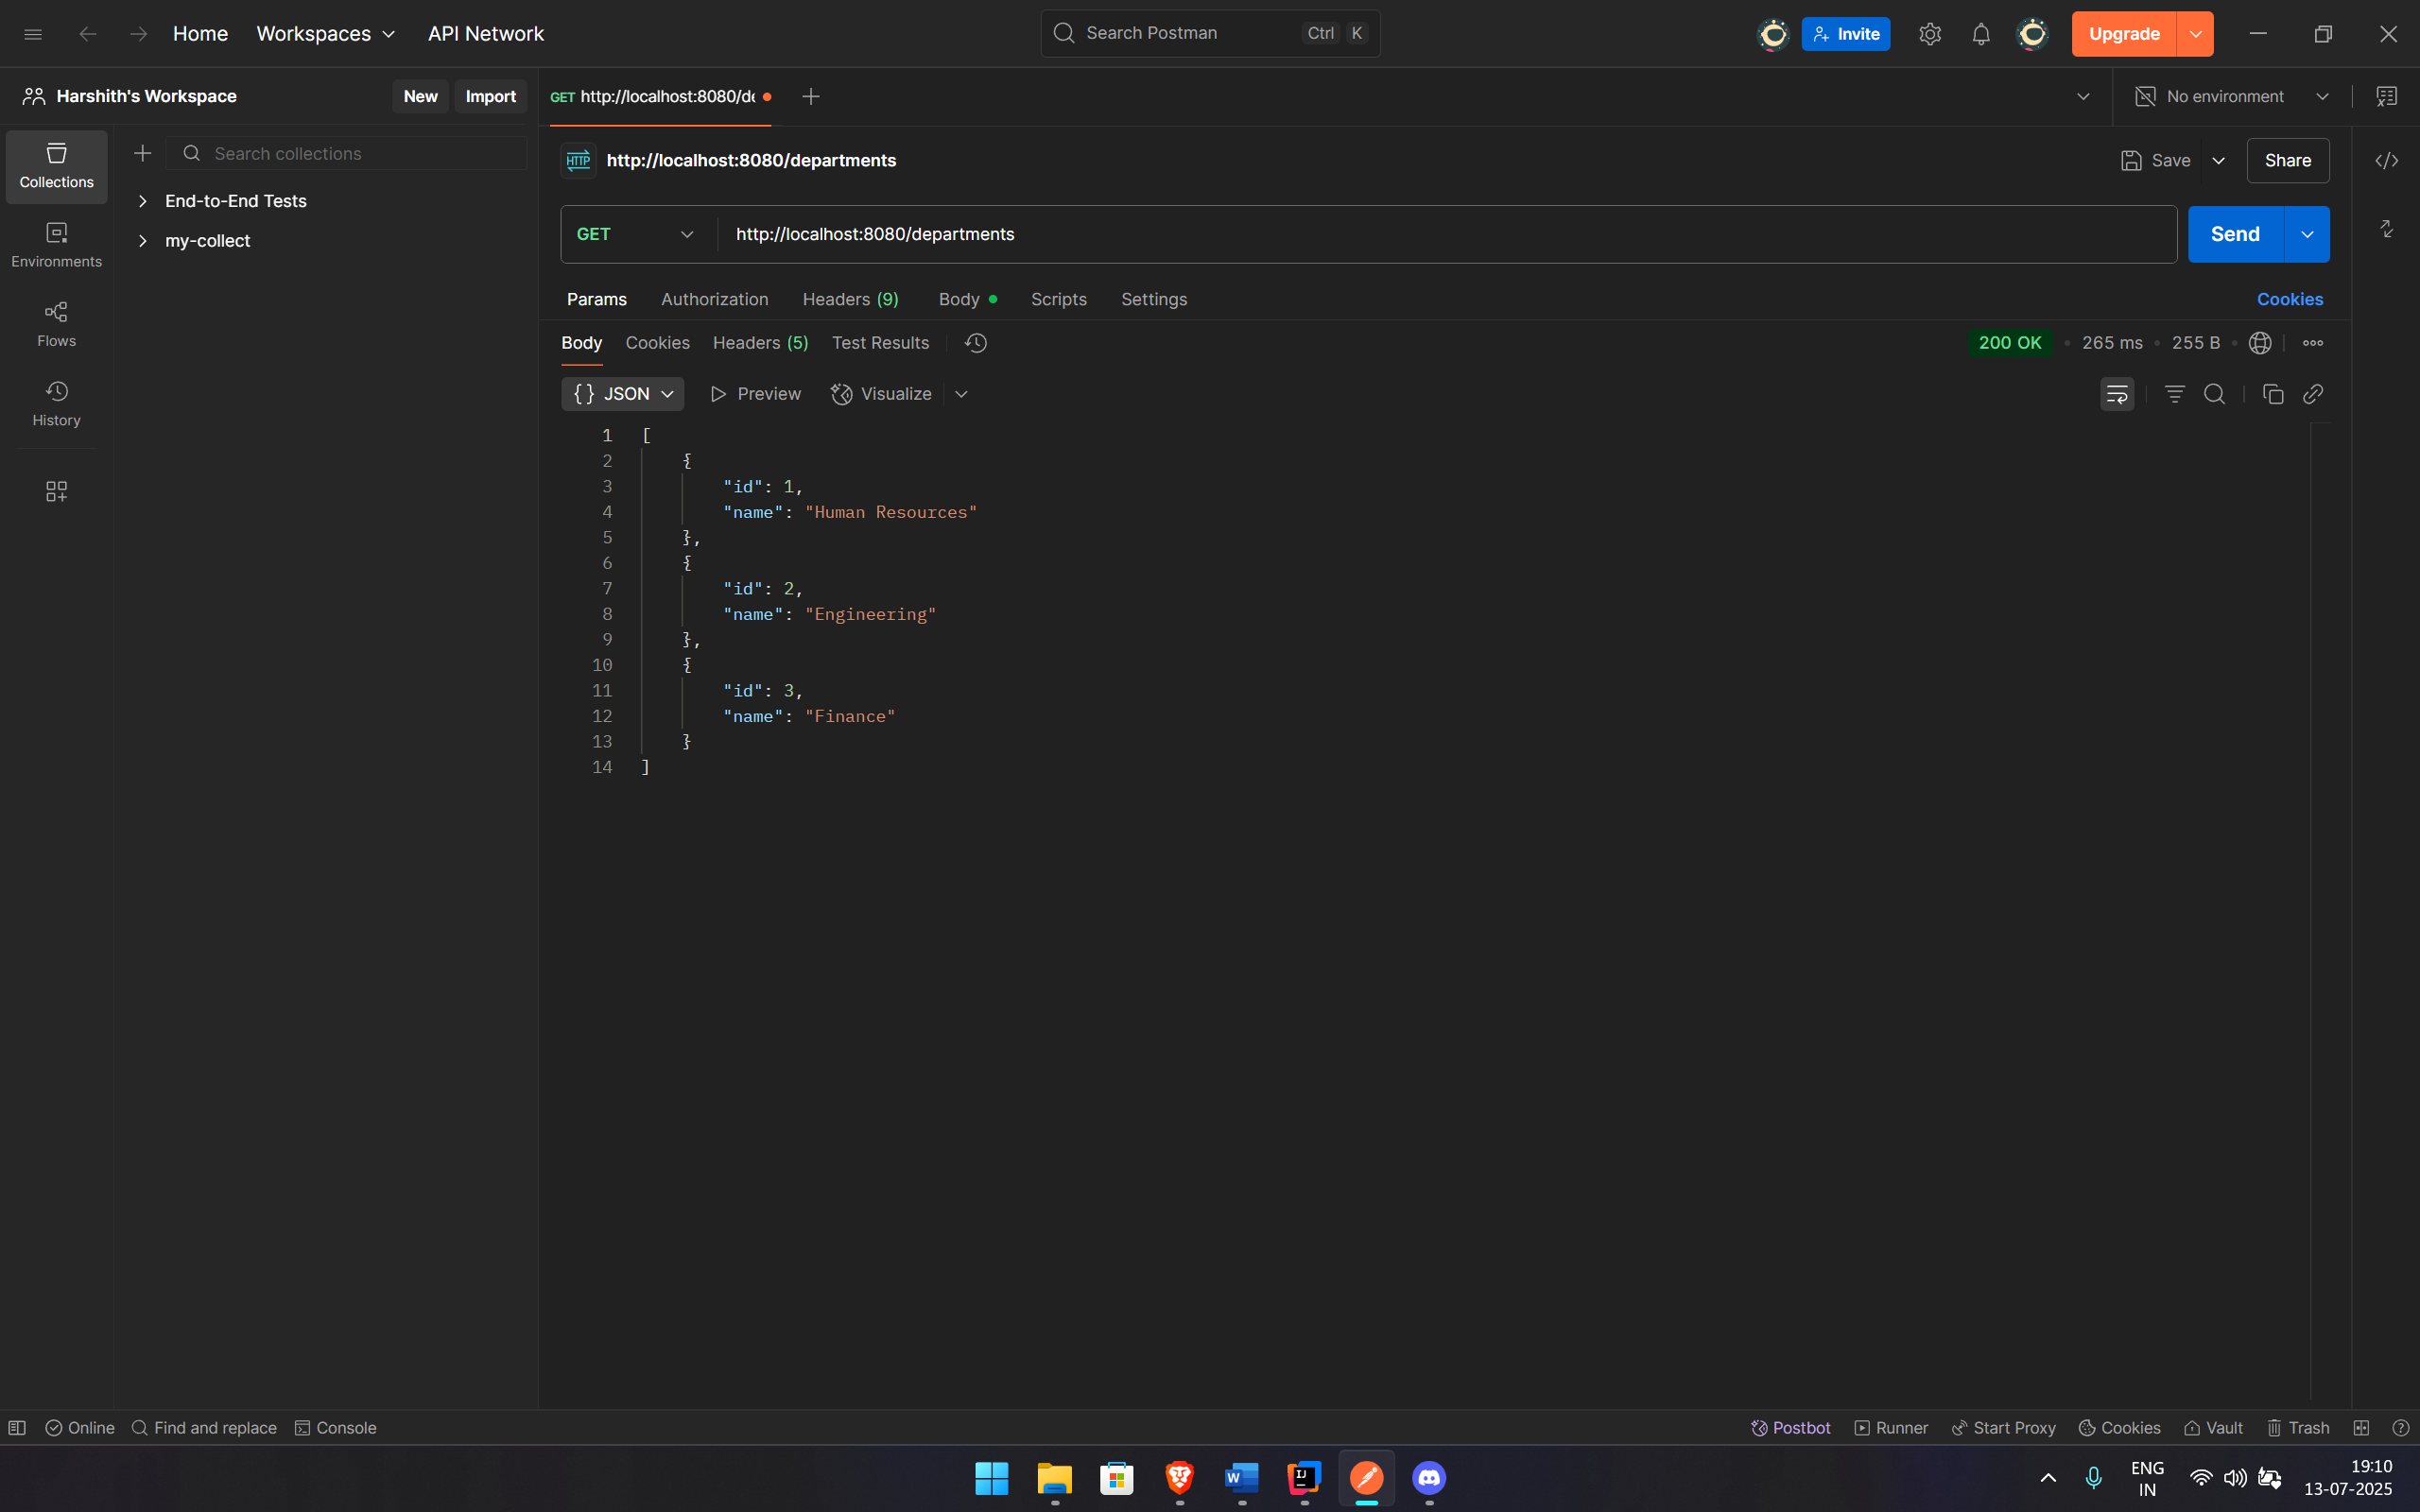 Home Workspaces API Network Search Postman Ctrl K Invite Upgrade
Harshith's Workspace New Import GET http://localhost:8080/de No environment
Collections
Environments
Flows
History
Search collections
End-to-End Tests
my-collect
HTTP http://localhost:8080/departments Save Share
GET http://localhost:8080/departments Send
Params Authorization Headers (9) Body Scripts Settings Cookies
Body Cookies Headers (5) Test Results 200 OK 265 ms 255 B
{} JSON Preview Visualize
1 [
2 {
3 "id": 1,
4 "name": "Human Resources"
5 },
6 {
7 "id": 2,
8 "name": "Engineering"
9 },
10 {
11 "id": 3,
12 "name": "Finance"
13 }
14 ]
Online Find and replace Console Postbot Runner Start Proxy Cookies Vault Trash
ENG 19:10
IN 13-07-2025